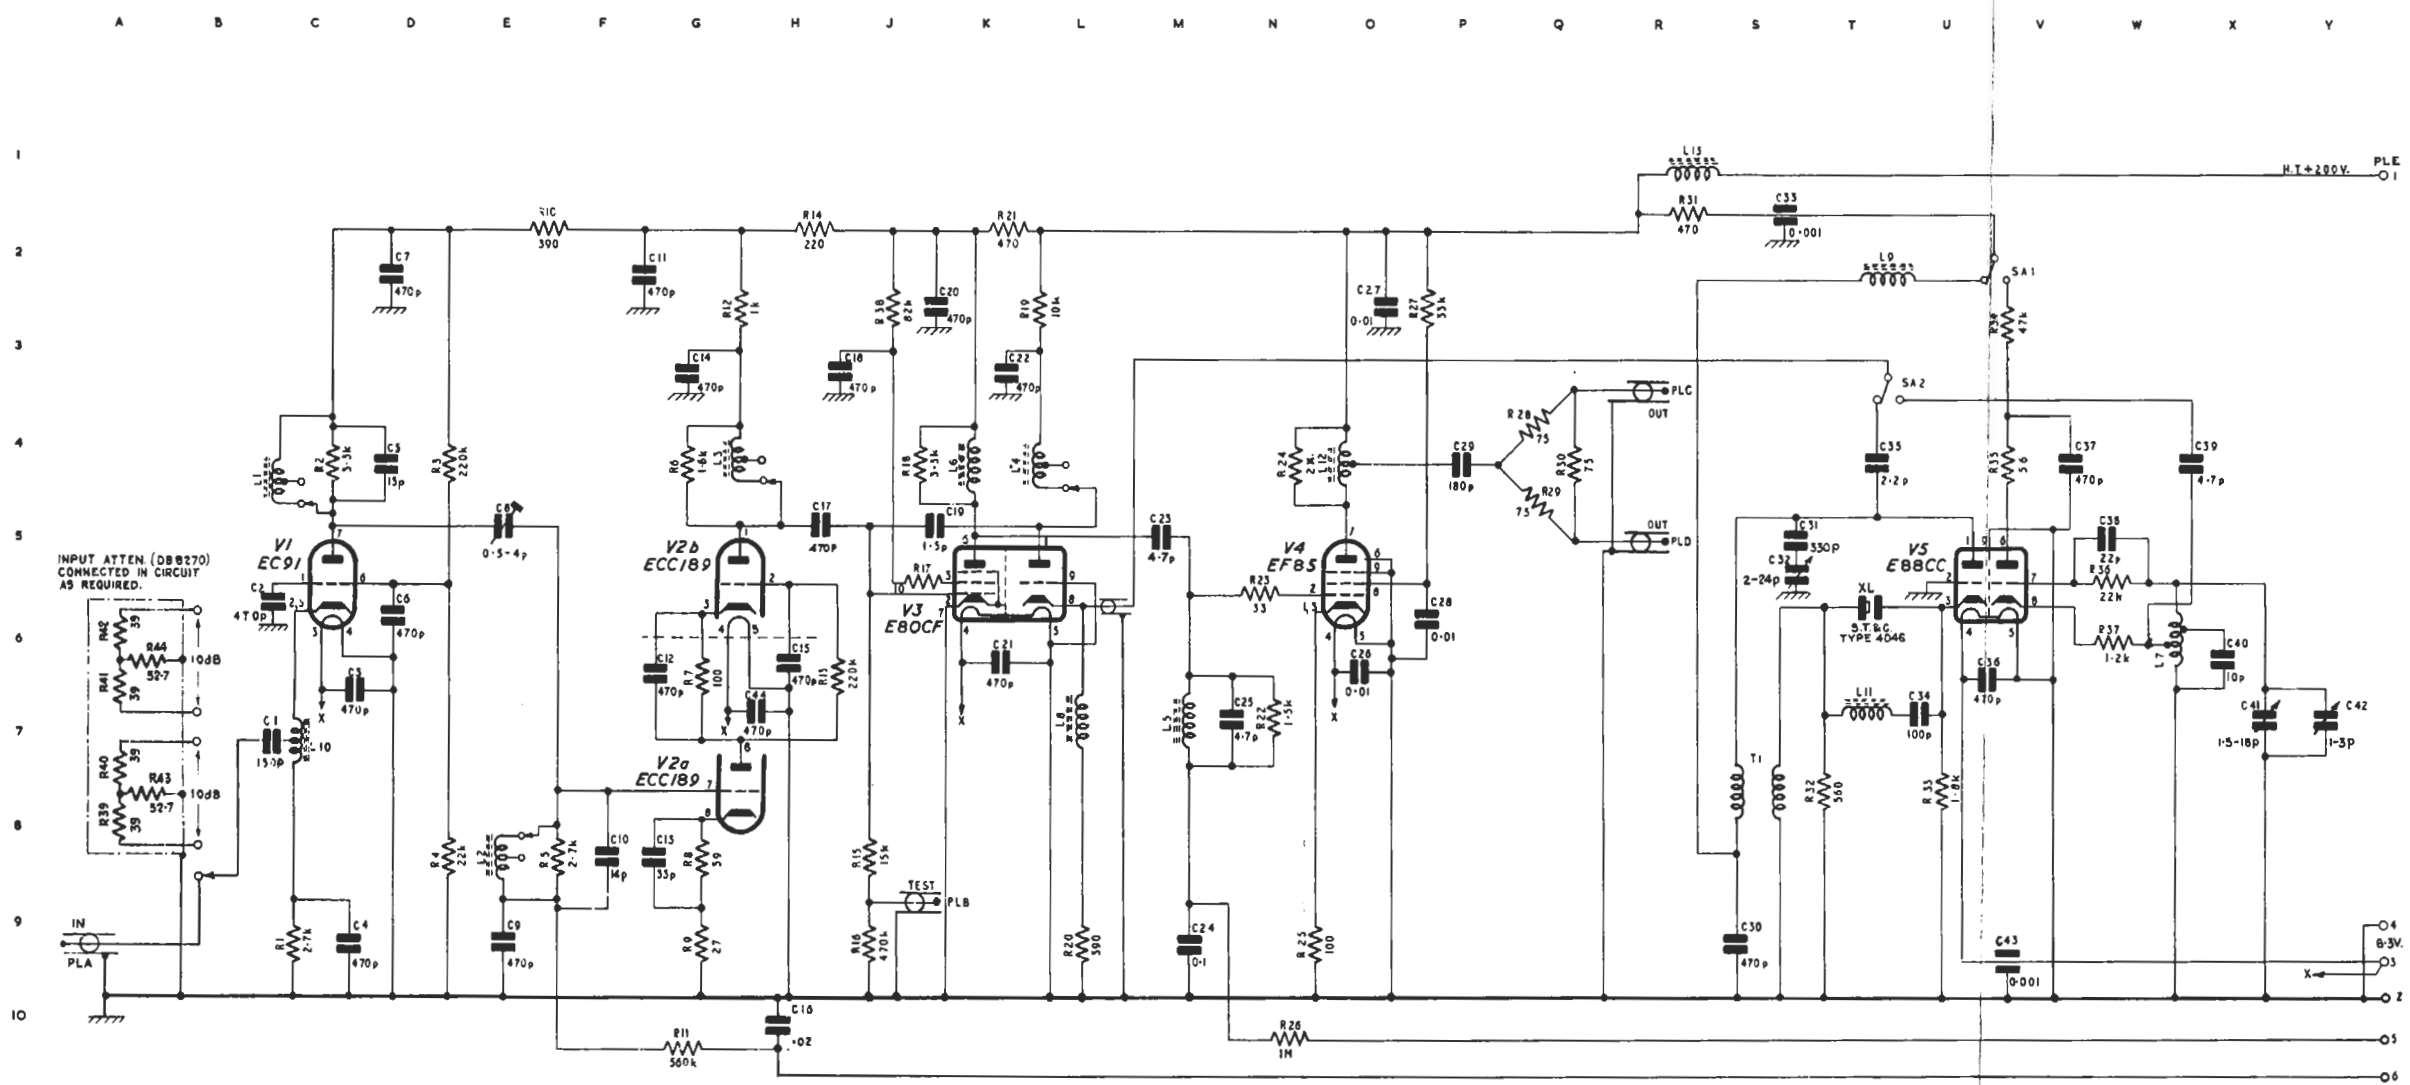 A B C D E F G H J K L M N O P Q R S T U V W X Y
1
L13
H.T.+200V.
PLE
1
R10
390
R14
220
R21
470
R31
470
C33
0.001
2
C7
470p
C11
470p
R12
1k
R38
82k
C20
470p
R19
10k
C27
0.01
R27
33k
L9
SA1
3
C14
470p
C18
470p
C22
470p
47k
SA2
PLC
OUT
4
L1
R2
3.3k
C5
15p
R3
220k
R6
1.6k
L3
R18
3.3k
L6
L4
R24
L12
C29
180p
R28
75
R30
75
R29
75
C35
2.2p
R35
56
C37
470p
C39
4.7p
5
C8
0.5-4p
C17
470p
C19
1.5p
C23
4.7p
OUT
PLD
C31
330p
C32
2-24p
C38
22p
R36
22k
INPUT ATTEN. (DB8270)
CONNECTED IN CIRCUIT
AS REQUIRED.
V1
EC91
V2b
ECC189
V3
E80CF
V4
EF85
V5
E88CC
R17
R23
33
C2
470p
C6
470p
C28
0.01
XL
S.T.&C.
TYPE 4046
6
R42
39
R44
52.7
R41
39
10dB
C3
470p
X
C12
470p
R7
100
C15
470p
R13
220k
C44
470p
X
C21
470p
X
C26
0.01
X
R37
1.2k
L7
C40
10p
C36
470p
7
C1
150p
L10
R40
39
R43
52.7
R39
39
10dB
L8
L5
C25
4.7p
R22
1.5k
L11
C34
100p
C41
1.5-18p
C42
1-3p
V2a
ECC189
T1
R32
560
R33
1.8k
8
R4
22k
L2
R5
2.7k
C10
14p
C13
33p
R8
39
R15
15k
TEST
PLB
9
IN
PLA
R1
2.7k
C4
470p
C9
470p
R9
27
R16
470k
R20
390
C24
0.1
R25
100
C30
470p
C43
0.001
4
6.3V.
3
X
2
10
C16
.02
R11
560k
R26
1M
5
6